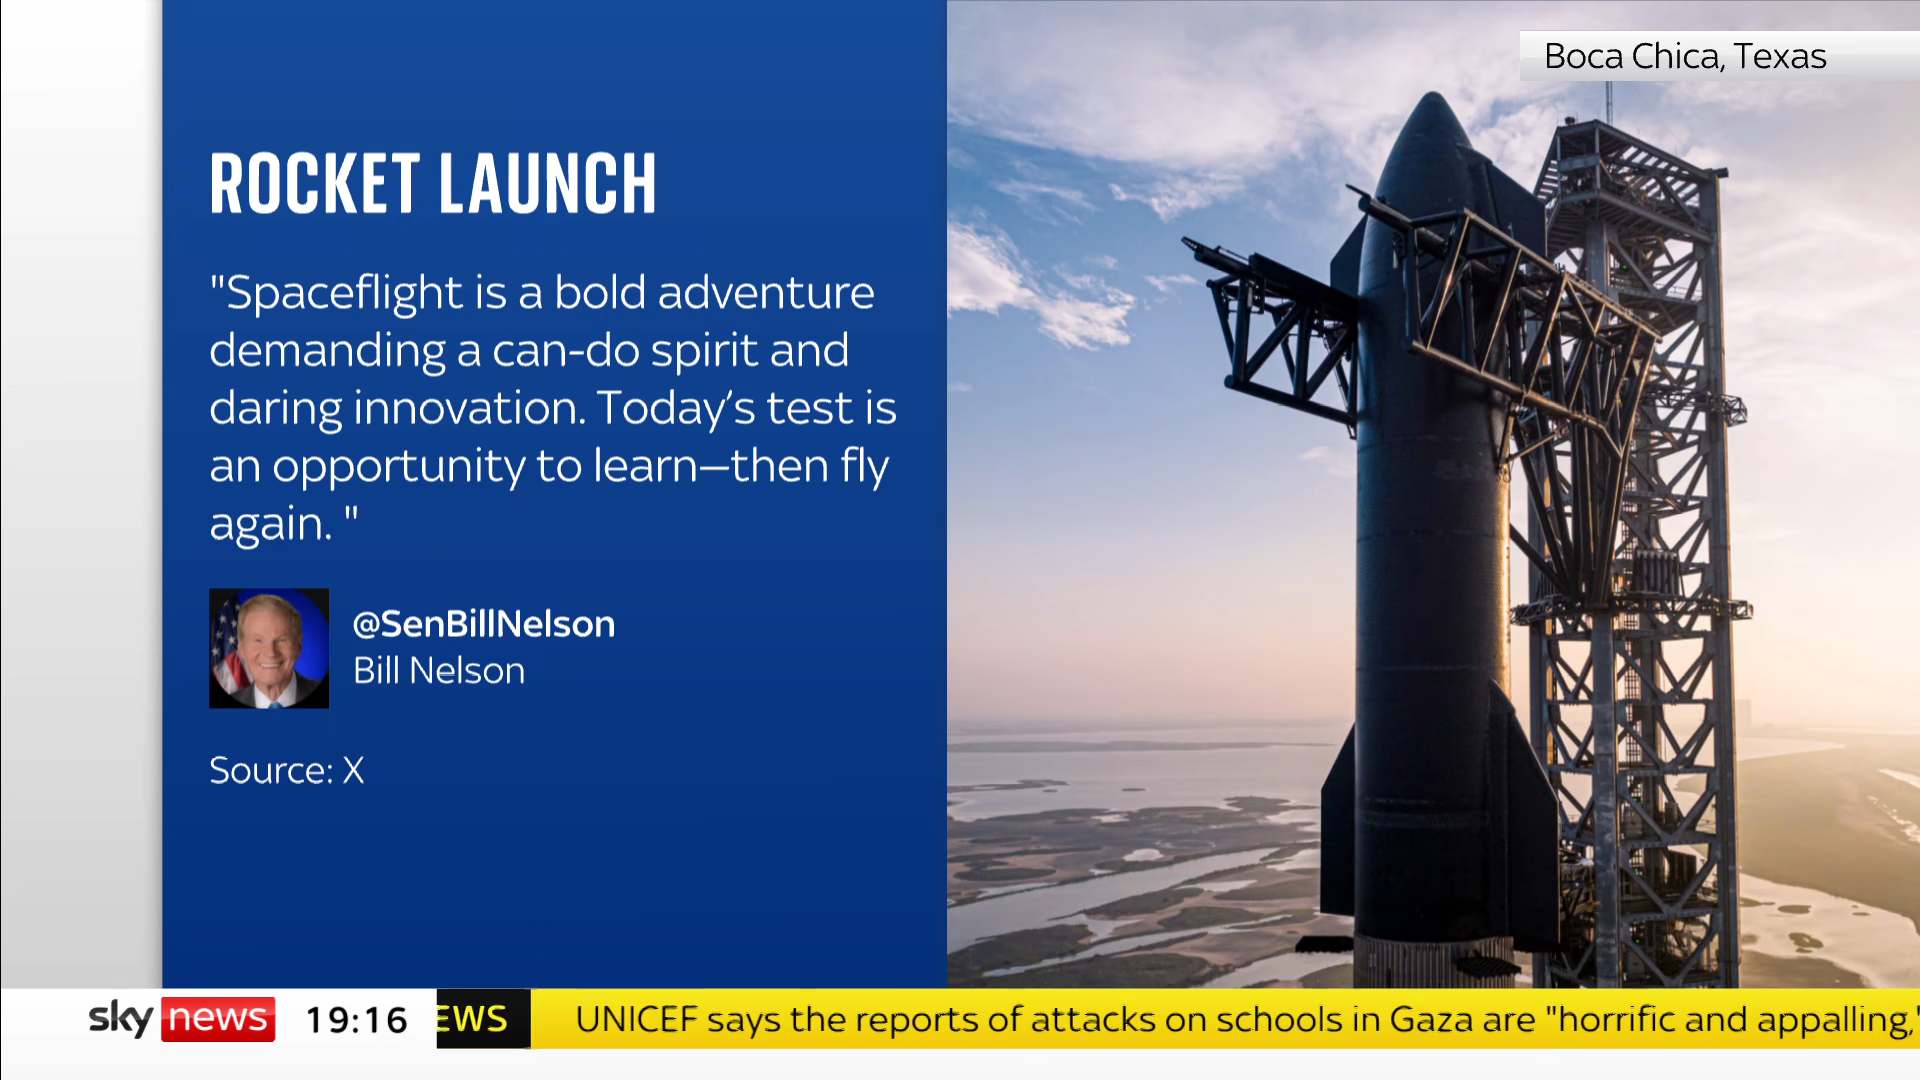 Boca Chica, Texas
ROCKET LAUNCH
"Spaceflight is a bold adventure
demanding a can-do spirit and
daring innovation. Today's test is
an opportunity to learn—then fly
again. "
@SenBillNelson
Bill Nelson
Source: X
sky news 19:16 EWS UNICEF says the reports of attacks on schools in Gaza are "horrific and appalling,"